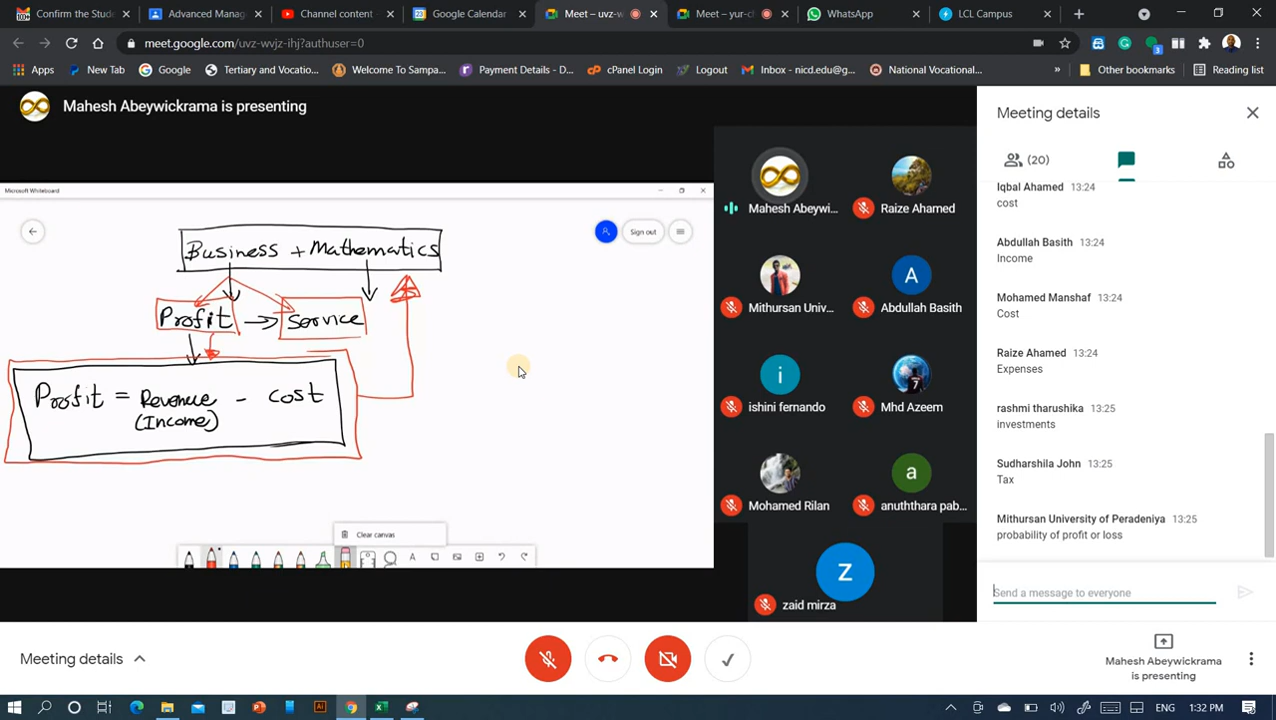 Confirm the Stude
Advanced Manag
Channel content
Google Calendar
Meet – uvz-w
Meet – yur-c
WhatsApp
LCL Campus
meet.google.com/uvz-wvjz-ihj?authuser=0
Apps
New Tab
Google
Tertiary and Vocatio...
Welcome To Sampa...
Payment Details - D...
cPanel Login
Logout
Inbox - nicd.edu@g...
National Vocational...
»
Other bookmarks
Reading list
Mahesh Abeywickrama is presenting
Microsoft Whiteboard
Sign out
Business + Mathematics
Profit → Service
Profit = Revenue - cost
(Income)
Clear canvas
Mahesh Abeywi...
Raize Ahamed
Mithursan Univ...
A
Abdullah Basith
i
ishini fernando
Mhd Azeem
Mohamed Rilan
a
anuththara pab...
Z
zaid mirza
Meeting details
(20)
Iqbal Ahamed 13:24
cost
Abdullah Basith 13:24
Income
Mohamed Manshaf 13:24
Cost
Raize Ahamed 13:24
Expenses
rashmi tharushika 13:25
investments
Sudharshila John 13:25
Tax
Mithursan University of Peradeniya 13:25
probability of profit or loss
Send a message to everyone
Meeting details
Mahesh Abeywickrama
is presenting
ENG 1:32 PM